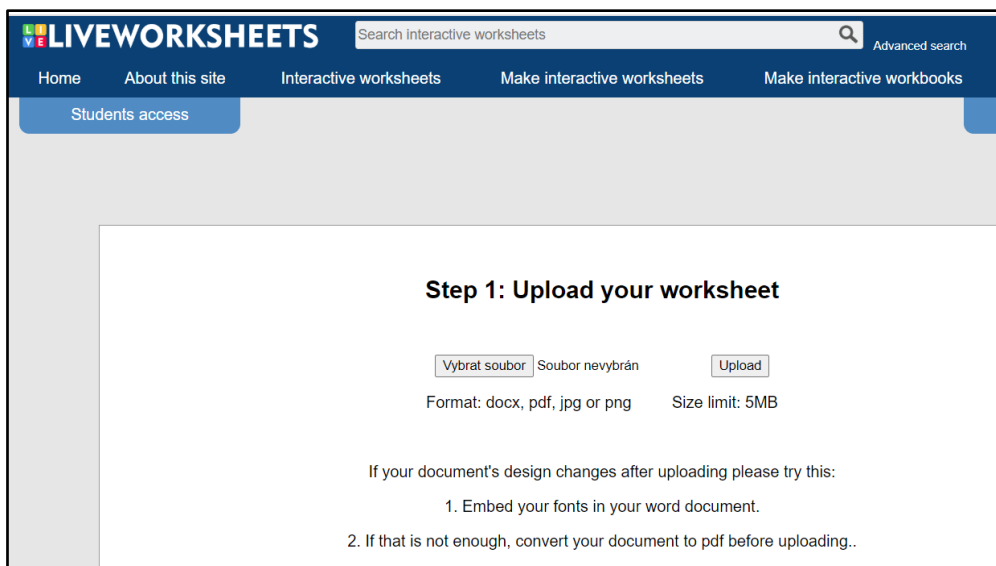 LIVE LIVEWORKSHEETS
Search interactive worksheets
Advanced search
Home About this site Interactive worksheets Make interactive worksheets Make interactive workbooks
Students access
Step 1: Upload your worksheet
Vybrat soubor Soubor nevybrán Upload
Format: docx, pdf, jpg or png Size limit: 5MB
If your document's design changes after uploading please try this:
1. Embed your fonts in your word document.
2. If that is not enough, convert your document to pdf before uploading..